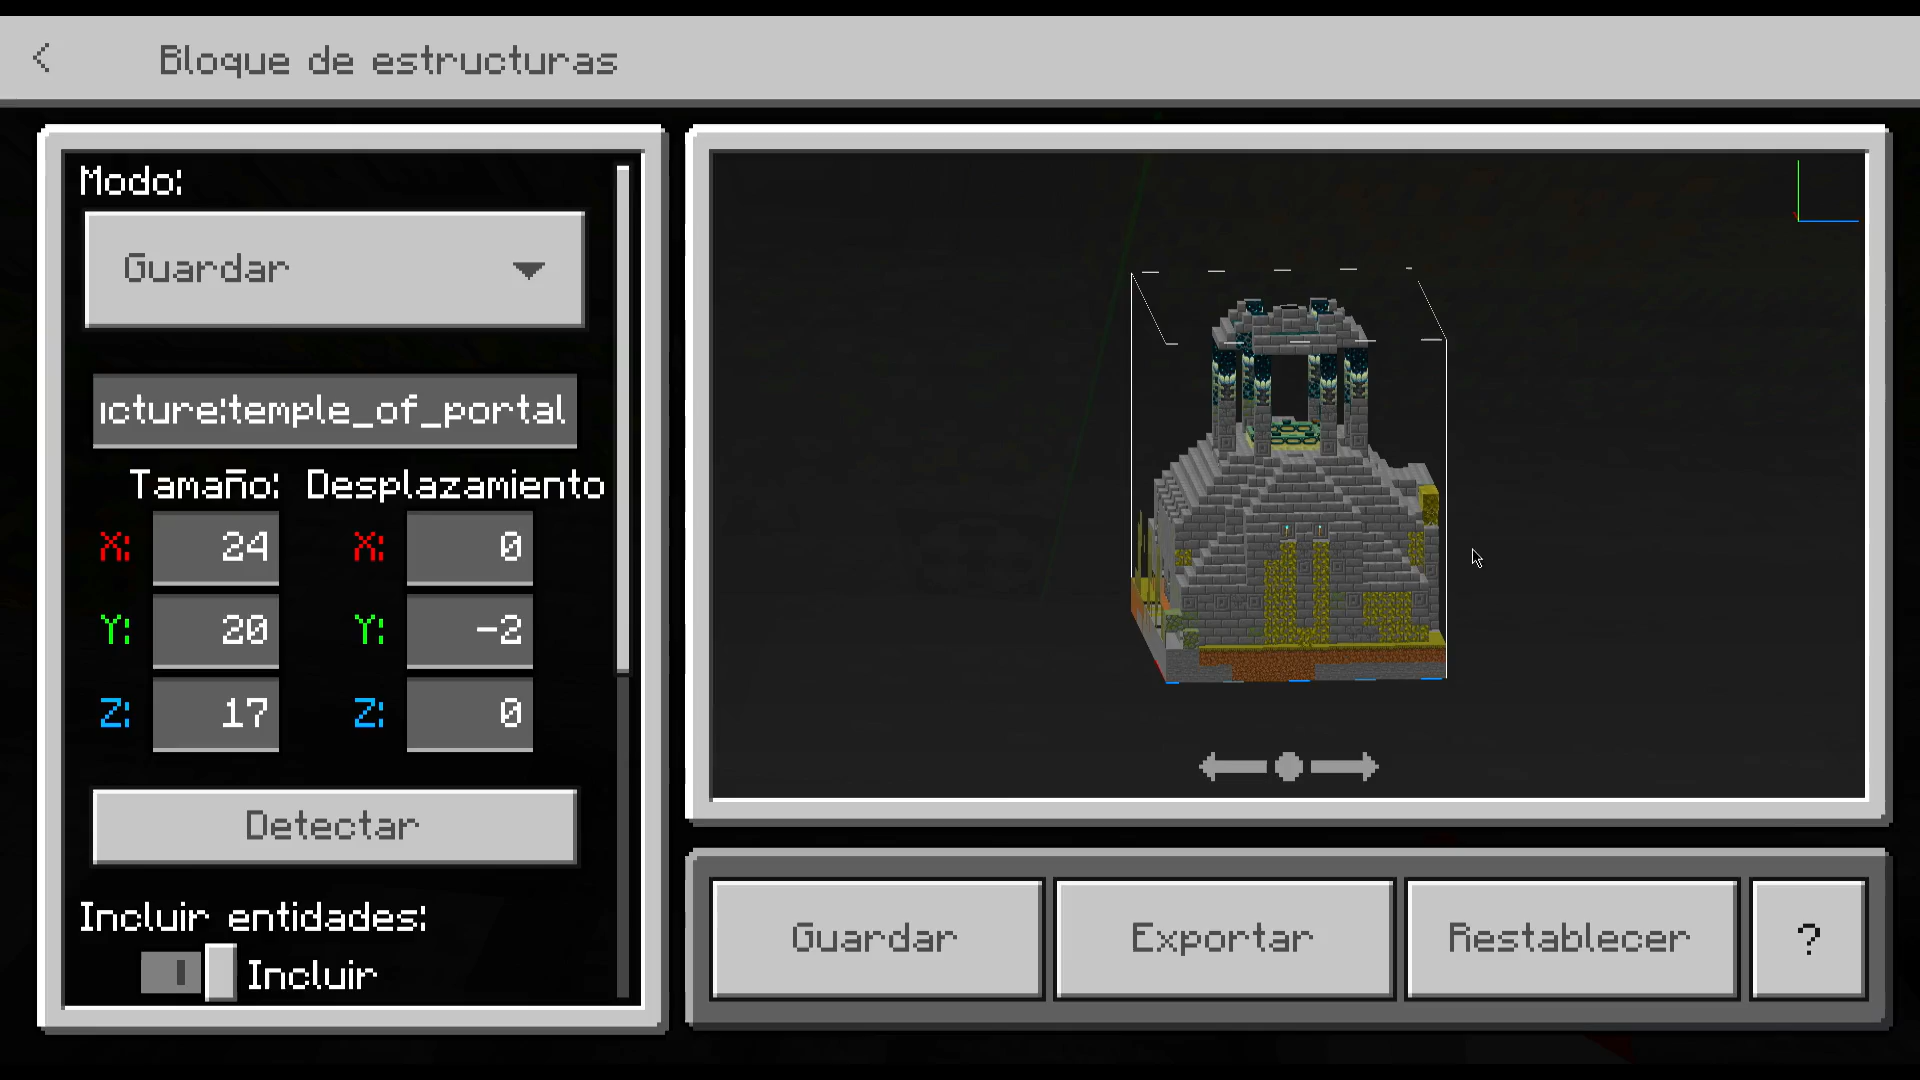 Bloque de estructuras
Modo:
Guardar
ucture:temple_of_portal
Tamaño: Desplazamiento
X: 24 X: 0
Y: 20 Y: -2
Z: 17 Z: 0
Detectar
Incluir entidades:
Incluir
Guardar Exportar Restablecer ?